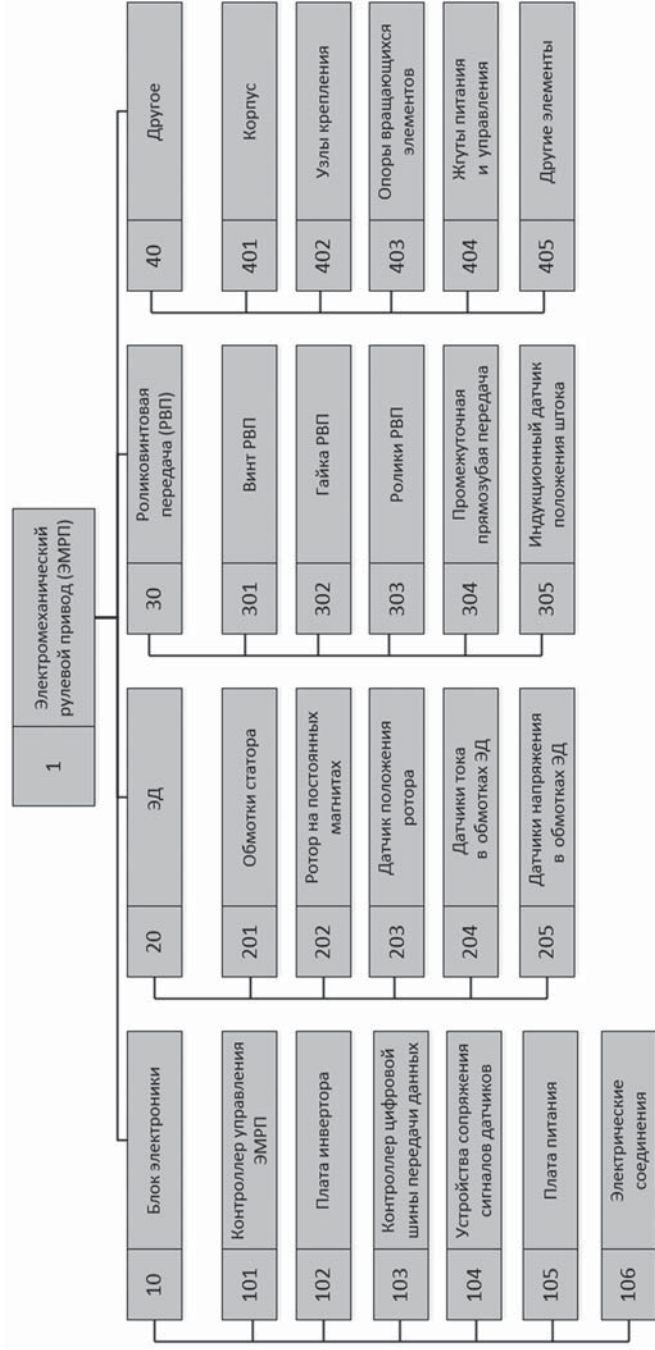 1
Электромеханический
рулевой привод (ЭМРП)
10
Блок электроники
101
Контроллер управления
ЭМРП
102
Плата инвертора
103
Контроллер цифровой
шины передачи данных
104
Устройства сопряжения
сигналов датчиков
105
Плата питания
106
Электрические
соединения
20
ЭД
201
Обмотки статора
202
Ротор на постоянных
магнитах
203
Датчик положения
ротора
204
Датчики тока
в обмотках ЭД
205
Датчики напряжения
в обмотках ЭД
30
Роликовинтовая
передача (РВП)
301
Винт РВП
302
Гайка РВП
303
Ролики РВП
304
Промежуточная
прямозубая передача
305
Индукционный датчик
положения штока
40
Другое
401
Корпус
402
Узлы крепления
403
Опоры вращающихся
элементов
404
Жгуты питания
и управления
405
Другие элементы